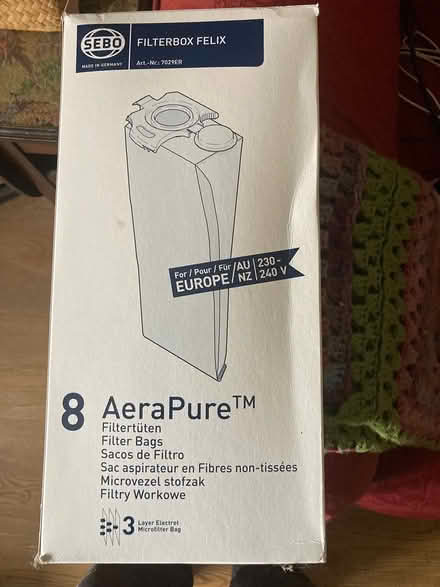 SEBO
MADE IN GERMANY
FILTERBOX FELIX
Art.-Nr.: 7029ER
For / Pour / Für
EUROPE / AU / NZ
230-
240 V
8 AeraPure™
Filtertüten
Filter Bags
Sacos de Filtro
Sac aspirateur en Fibres non-tissées
Microvezel stofzak
Filtry Workowe
3 Layer Electret
Microfilter Bag